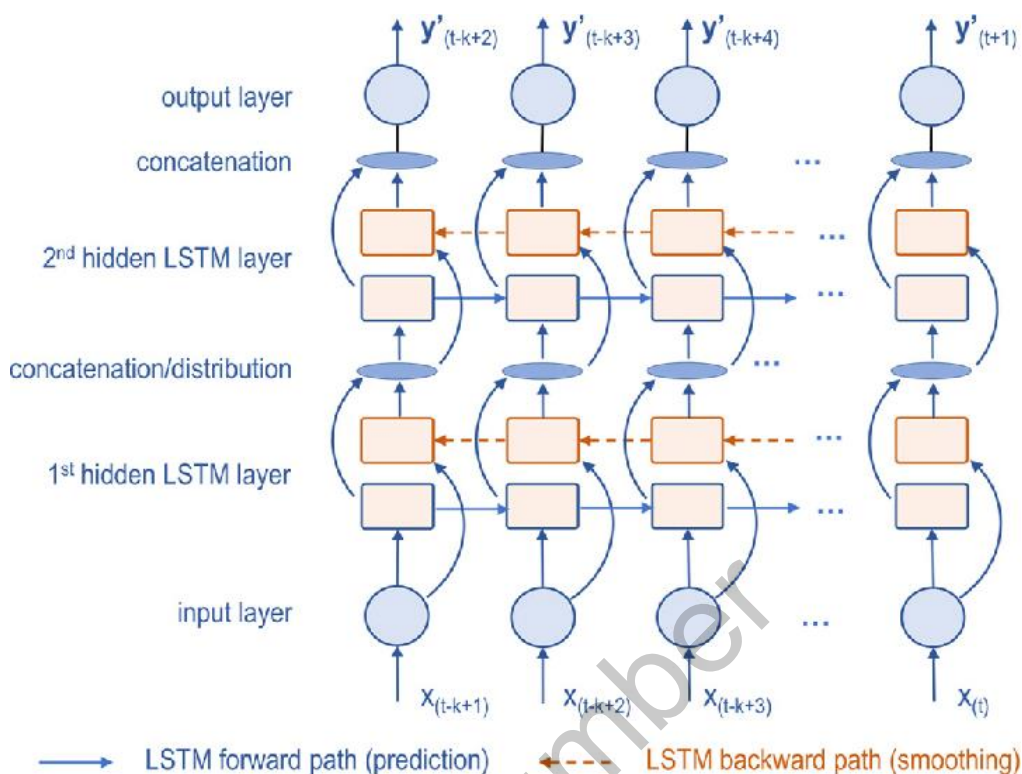 y'(t-k+2) y'(t-k+3) y'(t-k+4) y'(t+1)
output layer
concatenation ...
2nd hidden LSTM layer ...
...
concatenation/distribution ...
1st hidden LSTM layer ...
...
input layer ...
x(t-k+1) x(t-k+2) x(t-k+3) x(t)
LSTM forward path (prediction) LSTM backward path (smoothing)